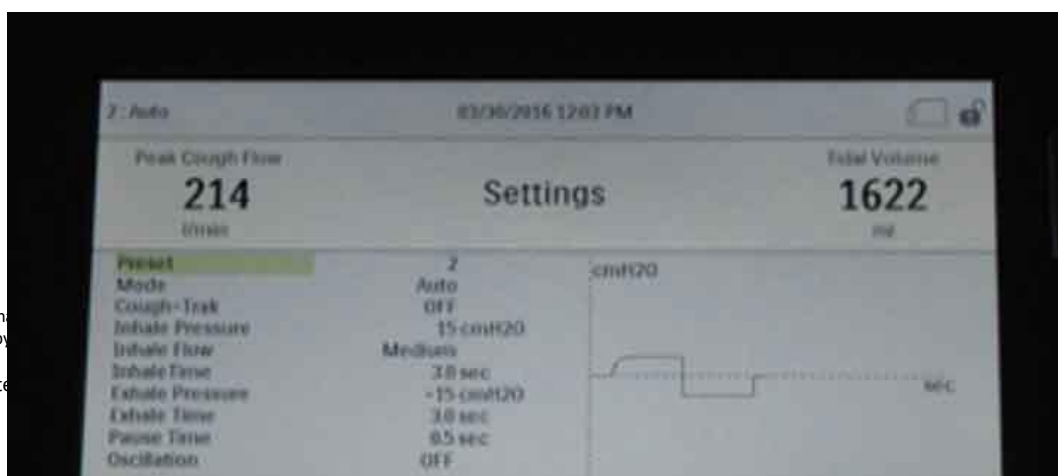 2 : Auto 03/30/2016 12:03 PM
Peak Cough Flow Tidal Volume
214 Settings 1622
l/min ml
Preset 2
Mode Auto
Cough-Trak OFF
Inhale Pressure 15 cmH2O
Inhale Flow Medium
Inhale Time 3.0 sec
Exhale Pressure -15 cmH2O
Exhale Time 3.0 sec
Pause Time 0.5 sec
Oscillation OFF
cmH2O
sec